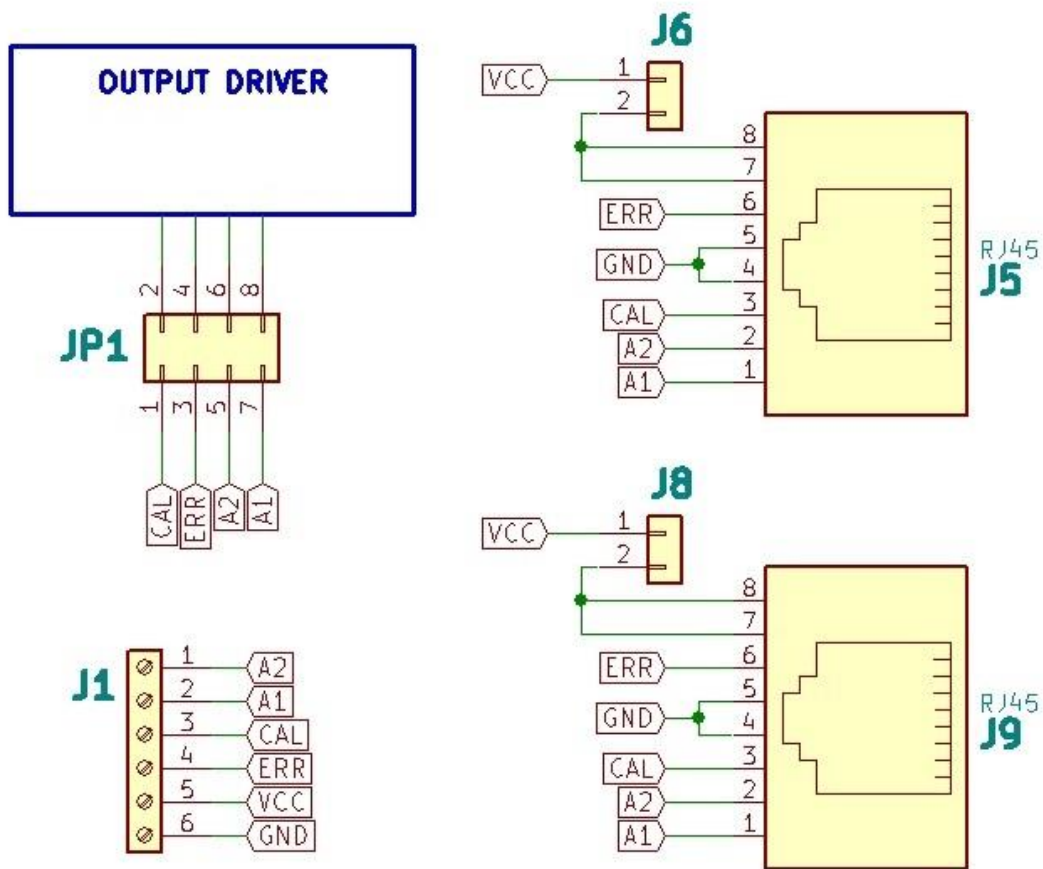 OUTPUT DRIVER
2 4 6 8
JP1
1 3 5 7
CAL ERR A2 A1
J1
1 A2
2 A1
3 CAL
4 ERR
5 VCC
6 GND
J6
VCC 1
2
8
7
ERR 6
5
GND
4
CAL 3
A2 2
A1 1
RJ45
J5
J8
VCC 1
2
8
7
ERR 6
5
GND
4
CAL 3
A2 2
A1 1
RJ45
J9